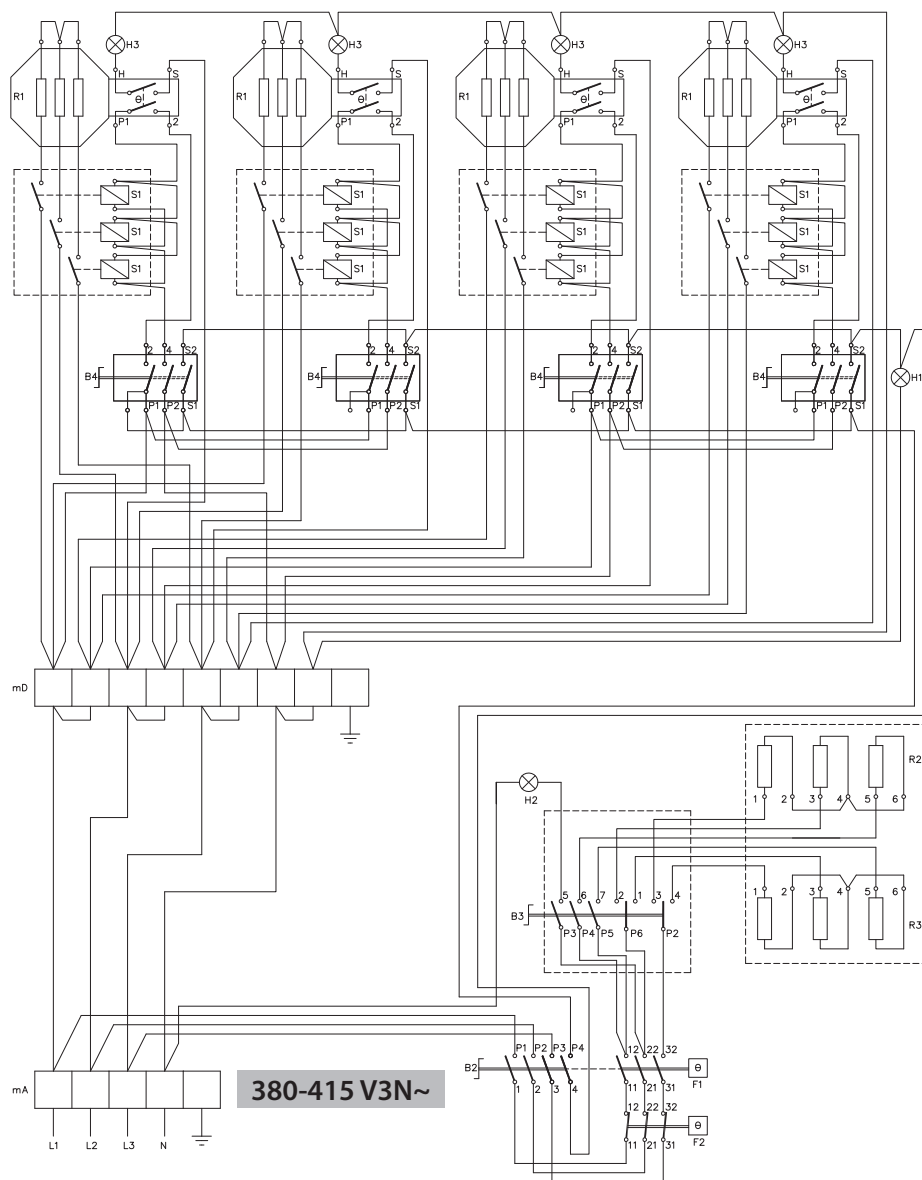 H3 H3 H3 H3
H S H S H S H S
R1 θ R1 θ R1 θ R1 θ
P1 2 P1 2 P1 2 P1 2
S1 S1 S1 S1
S1 S1 S1 S1
S1 S1 S1 S1
2 4 S2 2 4 S2 2 4 S2 2 4 S2
B4 B4 B4 B4 H1
P1 P2 S1 P1 P2 S1 P1 P2 S1 P1 P2 S1
mD
R2
H2
1 2 3 4 5 6
5 6 7 2 1 3 4
1 2 3 4 5 6
B3
P3 P4 P5 P6 P2
R3
P1 P2 P3 P4 12 22 32
B2 θ
F1
1 2 3 4 11 21 31
mA
380-415 V3N~
12 22 32
θ
F2
11 21 31
L1 L2 L3 N